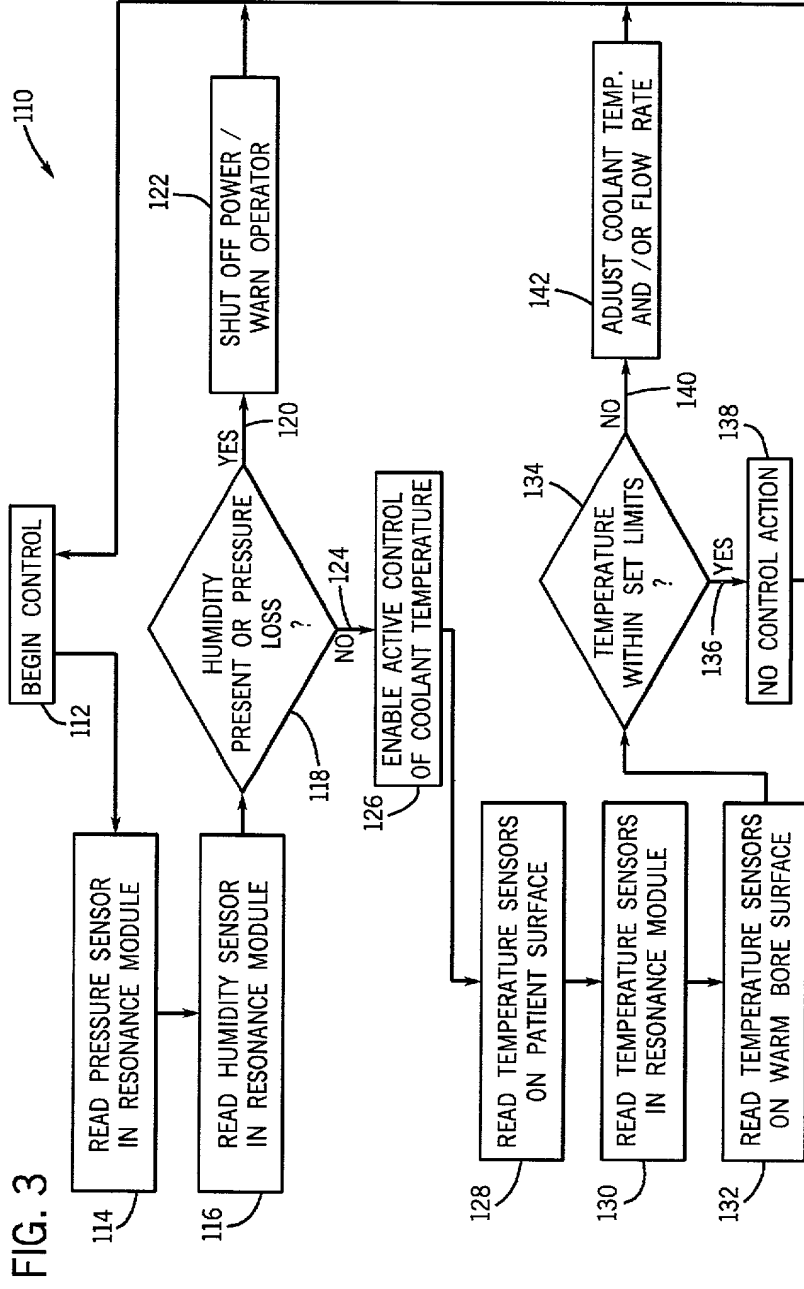 FIG. 3
110
BEGIN CONTROL
112
READ PRESSURE SENSOR
IN RESONANCE MODULE
114
READ HUMIDITY SENSOR
IN RESONANCE MODULE
116
HUMIDITY
PRESENT OR PRESSURE
LOSS
?
118
YES
120
SHUT OFF POWER /
WARN OPERATOR
122
NO
124
ENABLE ACTIVE CONTROL
OF COOLANT TEMPERATURE
126
READ TEMPERATURE SENSORS
ON PATIENT SURFACE
128
READ TEMPERATURE SENSORS
IN RESONANCE MODULE
130
READ TEMPERATURE SENSORS
ON WARM BORE SURFACE
132
TEMPERATURE
WITHIN SET LIMITS
?
134
YES
136
NO CONTROL ACTION
138
NO
140
ADJUST COOLANT TEMP.
AND /OR FLOW RATE
142